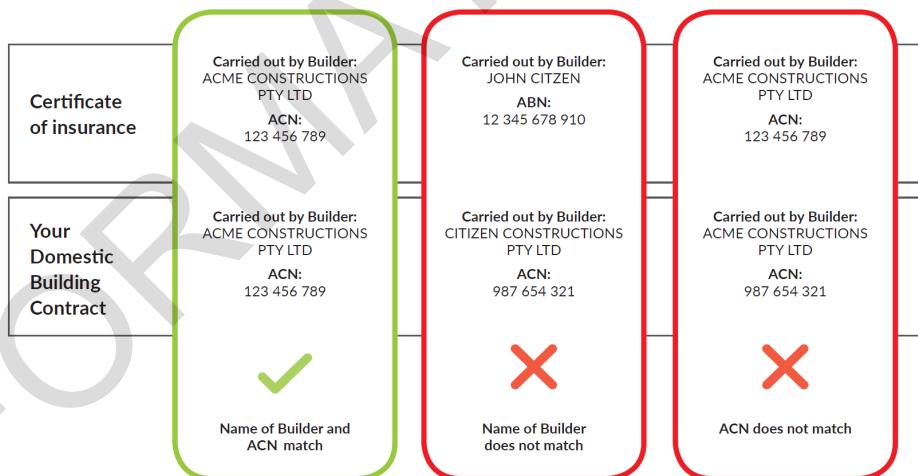 Certificate
of insurance
Carried out by Builder:
ACME CONSTRUCTIONS
PTY LTD
ACN:
123 456 789
Carried out by Builder:
JOHN CITZEN
ABN:
12 345 678 910
Carried out by Builder:
ACME CONSTRUCTIONS
PTY LTD
ACN:
123 456 789
Your
Domestic
Building
Contract
Carried out by Builder:
ACME CONSTRUCTIONS
PTY LTD
ACN:
123 456 789
Carried out by Builder:
CITIZEN CONSTRUCTIONS
PTY LTD
ACN:
987 654 321
Carried out by Builder:
ACME CONSTRUCTIONS
PTY LTD
ACN:
987 654 321
Name of Builder and
ACN match
Name of Builder
does not match
ACN does not match